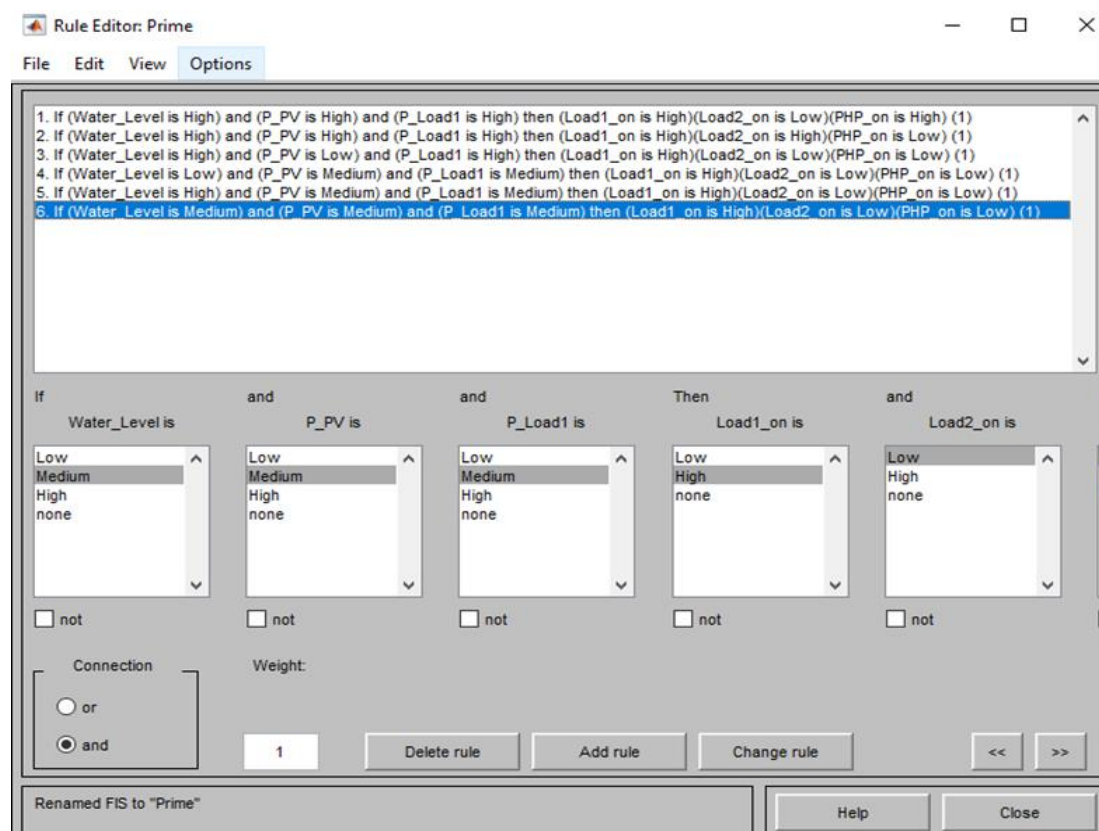 Rule Editor: Prime
File Edit View Options
1. If (Water_Level is High) and (P_PV is High) and (P_Load1 is High) then (Load1_on is High)(Load2_on is Low)(PHP_on is High) (1)
2. If (Water_Level is High) and (P_PV is High) and (P_Load1 is Low) then (Load1_on is High)(Load2_on is High)(PHP_on is Low) (1)
3. If (Water_Level is High) and (P_PV is Low) and (P_Load1 is High) then (Load1_on is High)(Load2_on is Low)(PHP_on is Low) (1)
4. If (Water_Level is Low) and (P_PV is Medium) and (P_Load1 is Medium) then (Load1_on is High)(Load2_on is Low)(PHP_on is Low) (1)
5. If (Water_Level is High) and (P_PV is Medium) and (P_Load1 is Medium) then (Load1_on is High)(Load2_on is Low)(PHP_on is Low) (1)
6. If (Water_Level is Medium) and (P_PV is Medium) and (P_Load1 is Medium) then (Load1_on is High)(Load2_on is Low)(PHP_on is Low) (1)
If and and Then and
Water_Level is P_PV is P_Load1 is Load1_on is Load2_on is
Low Low Low Low Low
Medium Medium Medium High High
High High High none none
none none none
not not not not not
Connection Weight:
or
and 1 Delete rule Add rule Change rule << >>
Renamed FIS to "Prime" Help Close